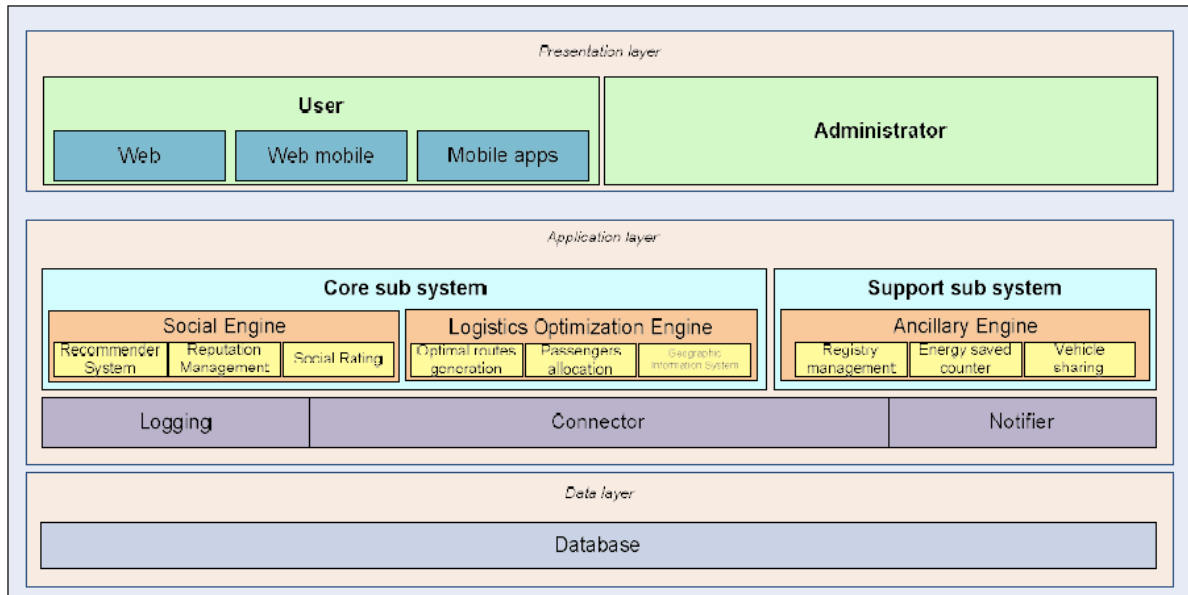 Presentation layer
User
Administrator
Web
Web mobile
Mobile apps
Application layer
Core sub system
Support sub system
Social Engine
Logistics Optimization Engine
Ancillary Engine
Recommender
System
Reputation
Management
Social Rating
Optimal routes
generation
Passengers
allocation
Geographic
Information System
Registry
management
Energy saved
counter
Vehicle
sharing
Logging
Connector
Notifier
Data layer
Database